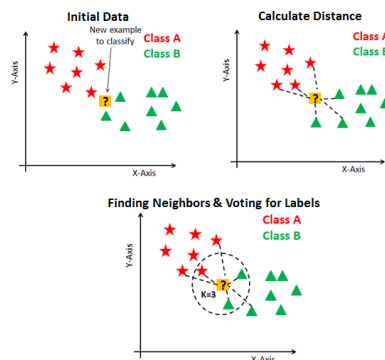 Initial Data
New example
to classify
Class A
Class B
?
Y-Axis
X-Axis
Calculate Distance
Class A
Class B
?
Y-Axis
X-Axis
Finding Neighbors & Voting for Labels
Class A
Class B
?
K=3
Y-Axis
X-Axis